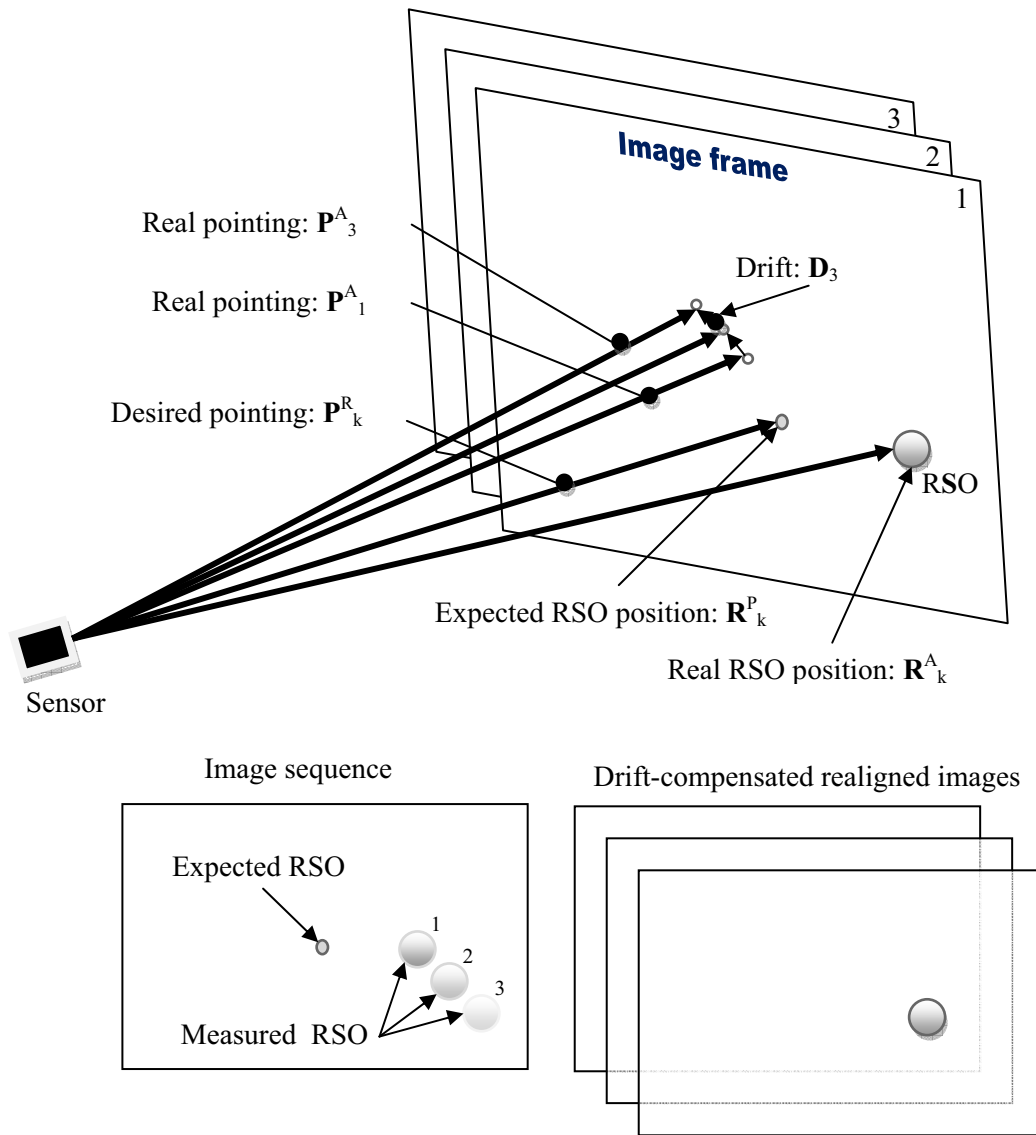 3
2
Image frame
1
Real pointing: P^A_3
Drift: D_3
Real pointing: P^A_1
Desired pointing: P^R_k
RSO
Expected RSO position: R^P_k
Real RSO position: R^A_k
Sensor
Image sequence
Drift-compensated realigned images
Expected RSO
1
2
3
Measured RSO